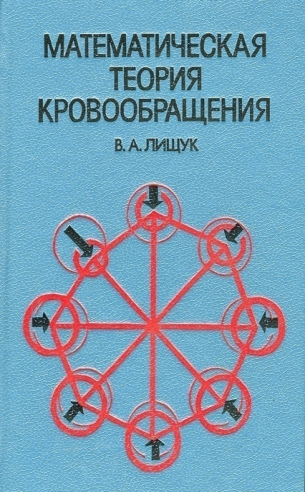 МАТЕМАТИЧЕСКАЯ
ТЕОРИЯ
КРОВООБРАЩЕНИЯ
В. А. ЛИЩУК